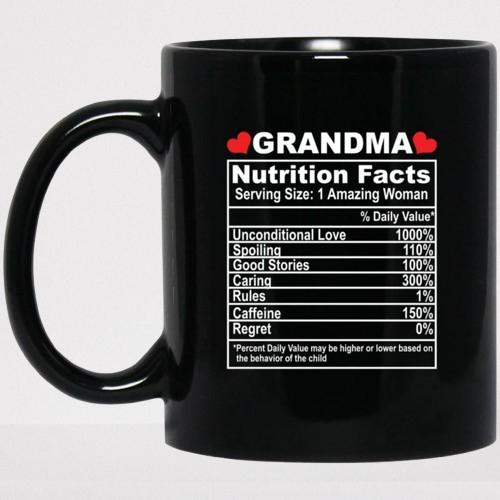 GRANDMA
Nutrition Facts
Serving Size: 1 Amazing Woman
% Daily Value*
Unconditional Love 1000%
Spoiling 110%
Good Stories 100%
Caring 300%
Rules 1%
Caffeine 150%
Regret 0%
*Percent Daily Value may be higher or lower based on
the behavior of the child